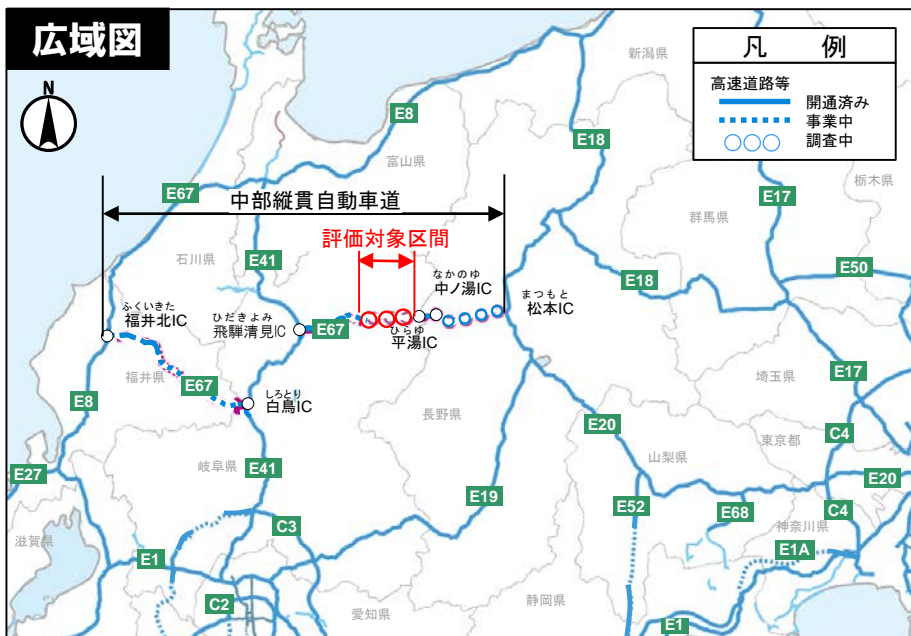 広域図
N
凡 例
高速道路等
開通済み
事業中
調査中
新潟県
E8
E18
富山県
栃木県
E67
E17
中部縦貫自動車道
群馬県
評価対象区間
石川県
E41
E18
E50
なかのゆ
中ノ湯IC
まつもと
松本IC
ふくいきた
福井北IC
ひだきよみ
飛騨清見IC
E67
ひらゆ
平湯IC
福井県
E67
埼玉県
E17
しろとり
白鳥IC
E8
長野県
E20
東京都
C4
山梨県
岐阜県
E41
E27
E19
E20
E52
E68
C4
神奈川県
C3
滋賀県
E1
E1A
静岡県
C2
愛知県
E1